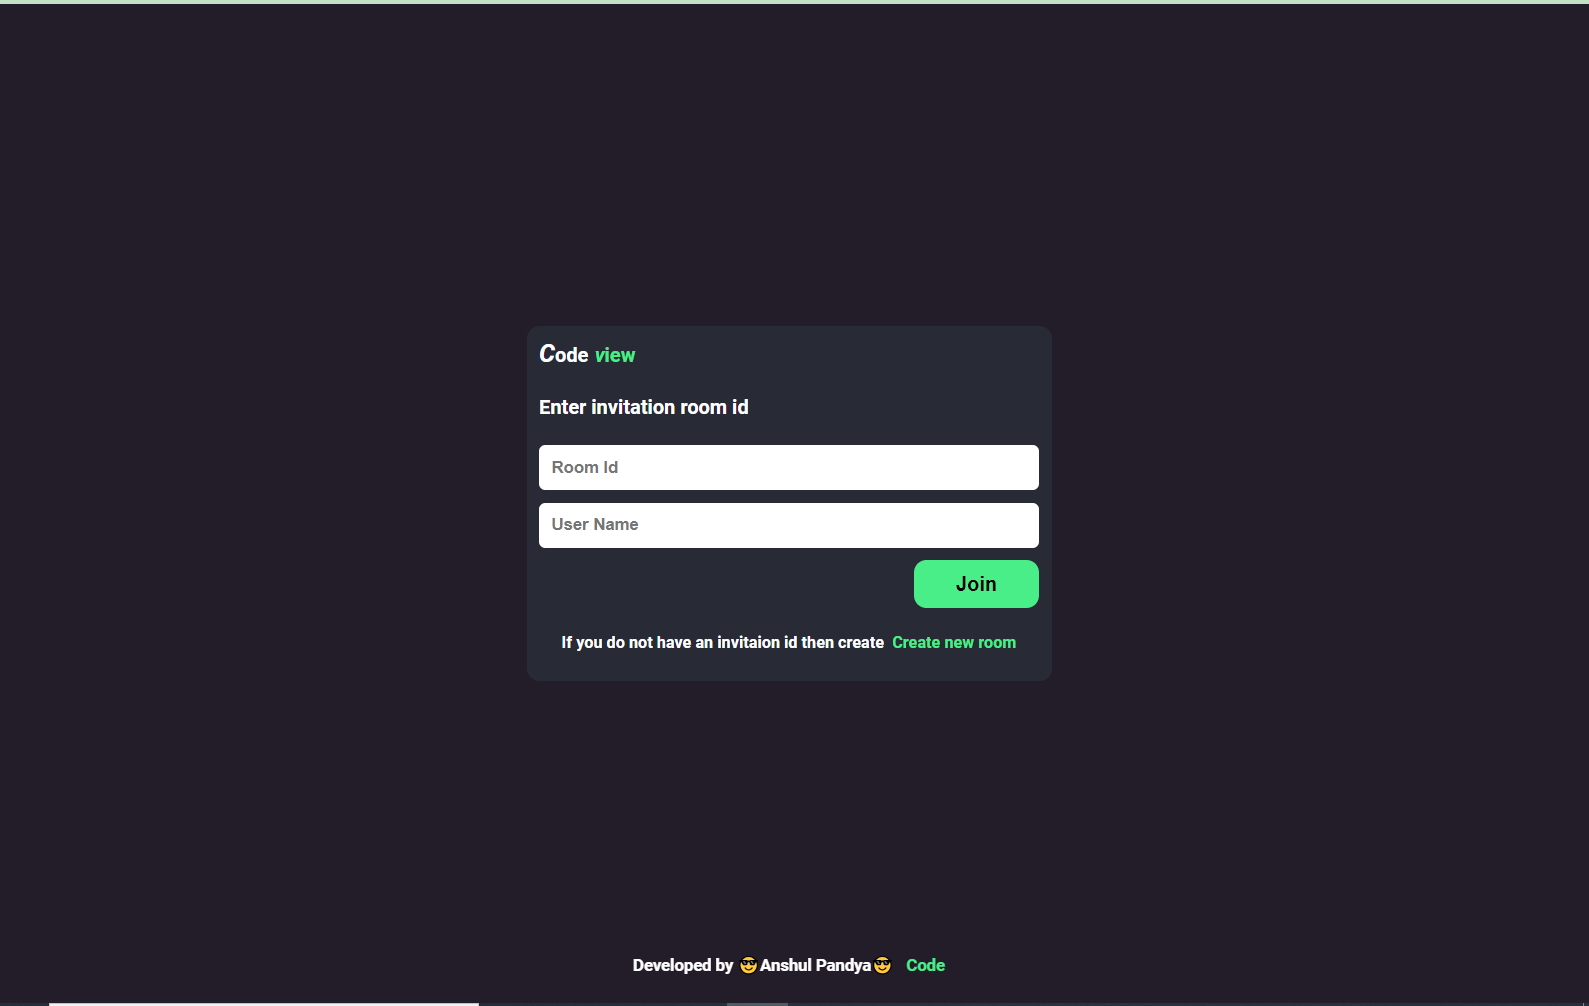 Code view
Enter invitation room id
Room Id
User Name
Join
If you do not have an invitaion id then create Create new room
Developed by 😎Anshul Pandya😎 Code